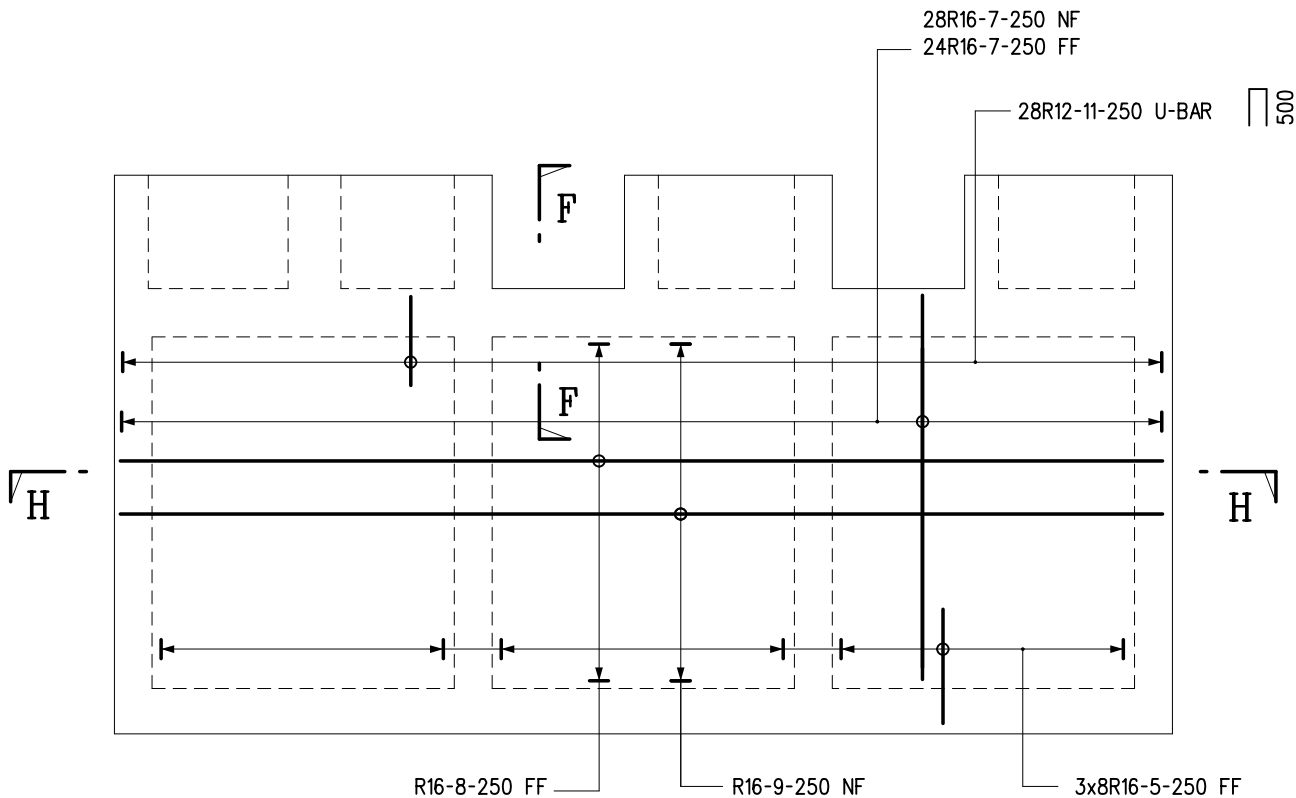 28R16-7-250 NF
24R16-7-250 FF
28R12-11-250 U-BAR
500
F
F
H
H
R16-8-250 FF
R16-9-250 NF
3x8R16-5-250 FF